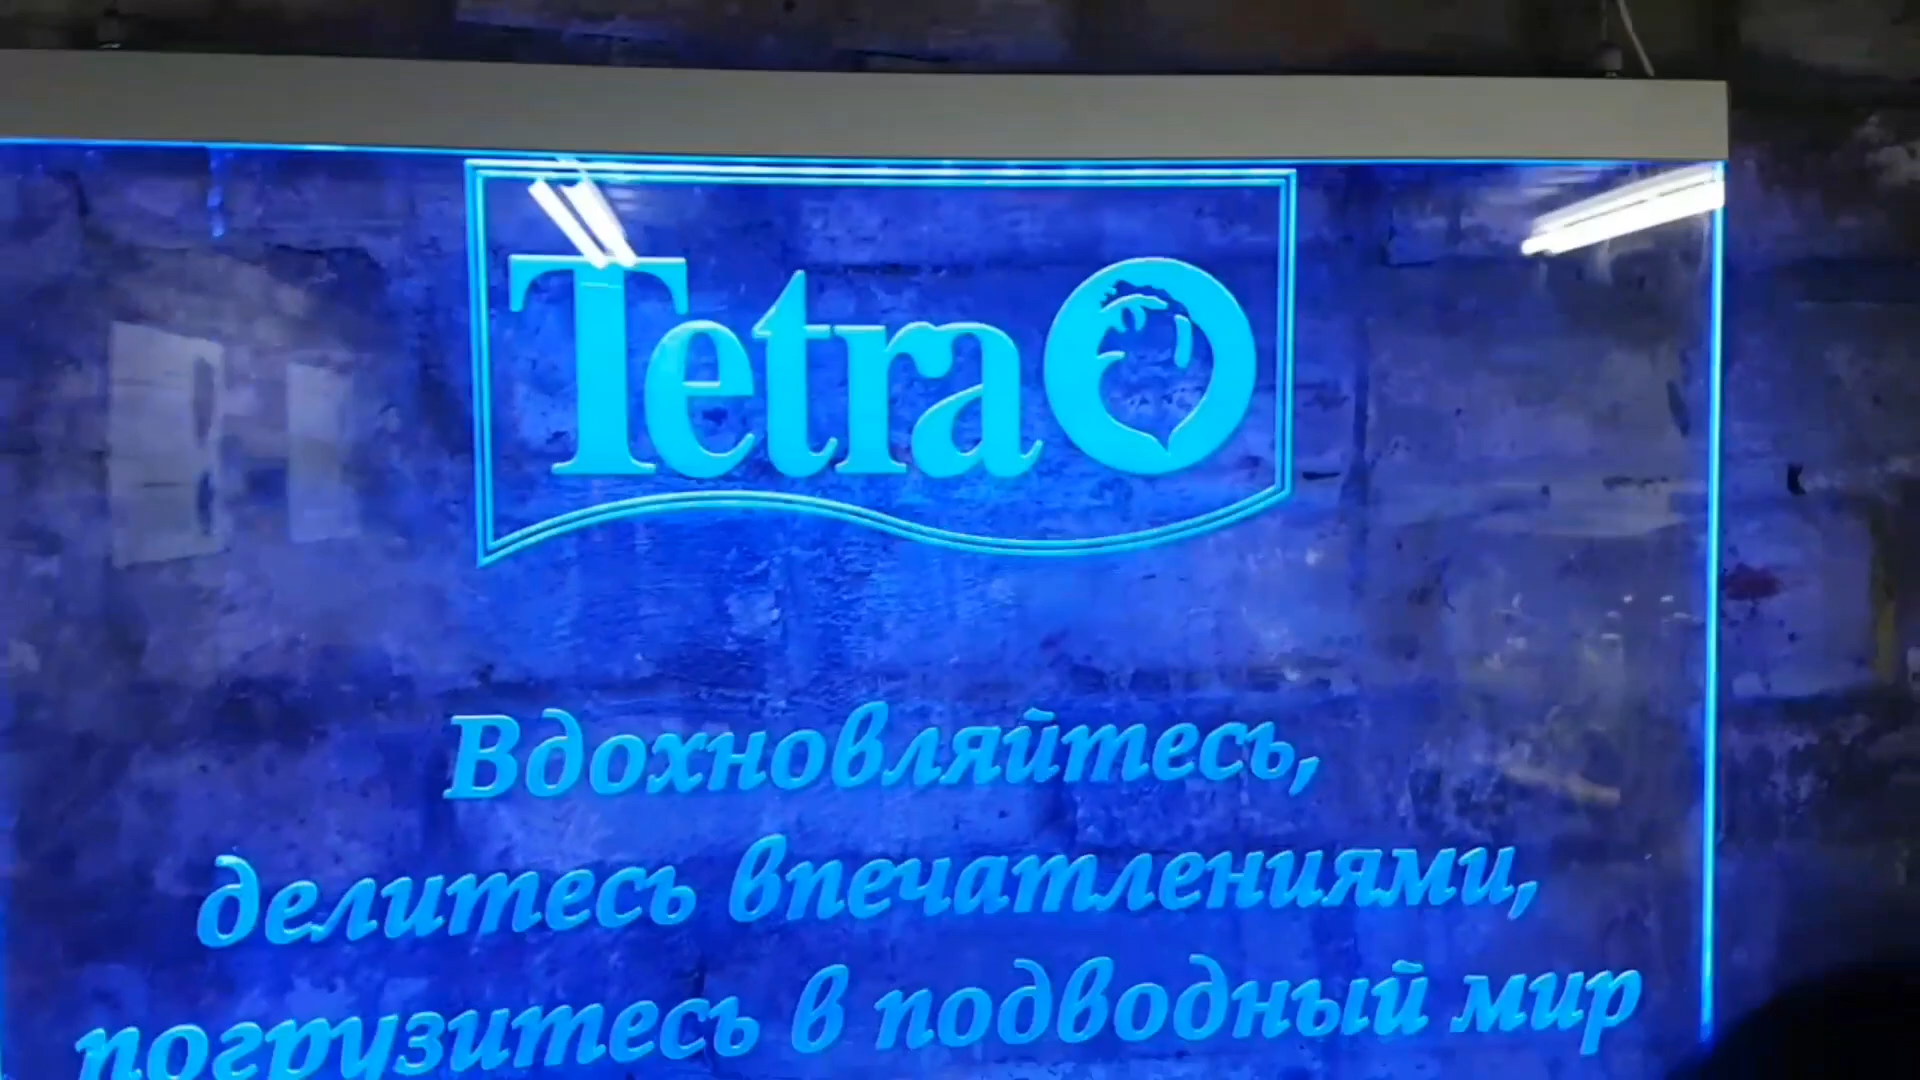 Tetra
Вдохновляйтесь,
делитесь впечатлениями,
погрузитесь в подводный мир